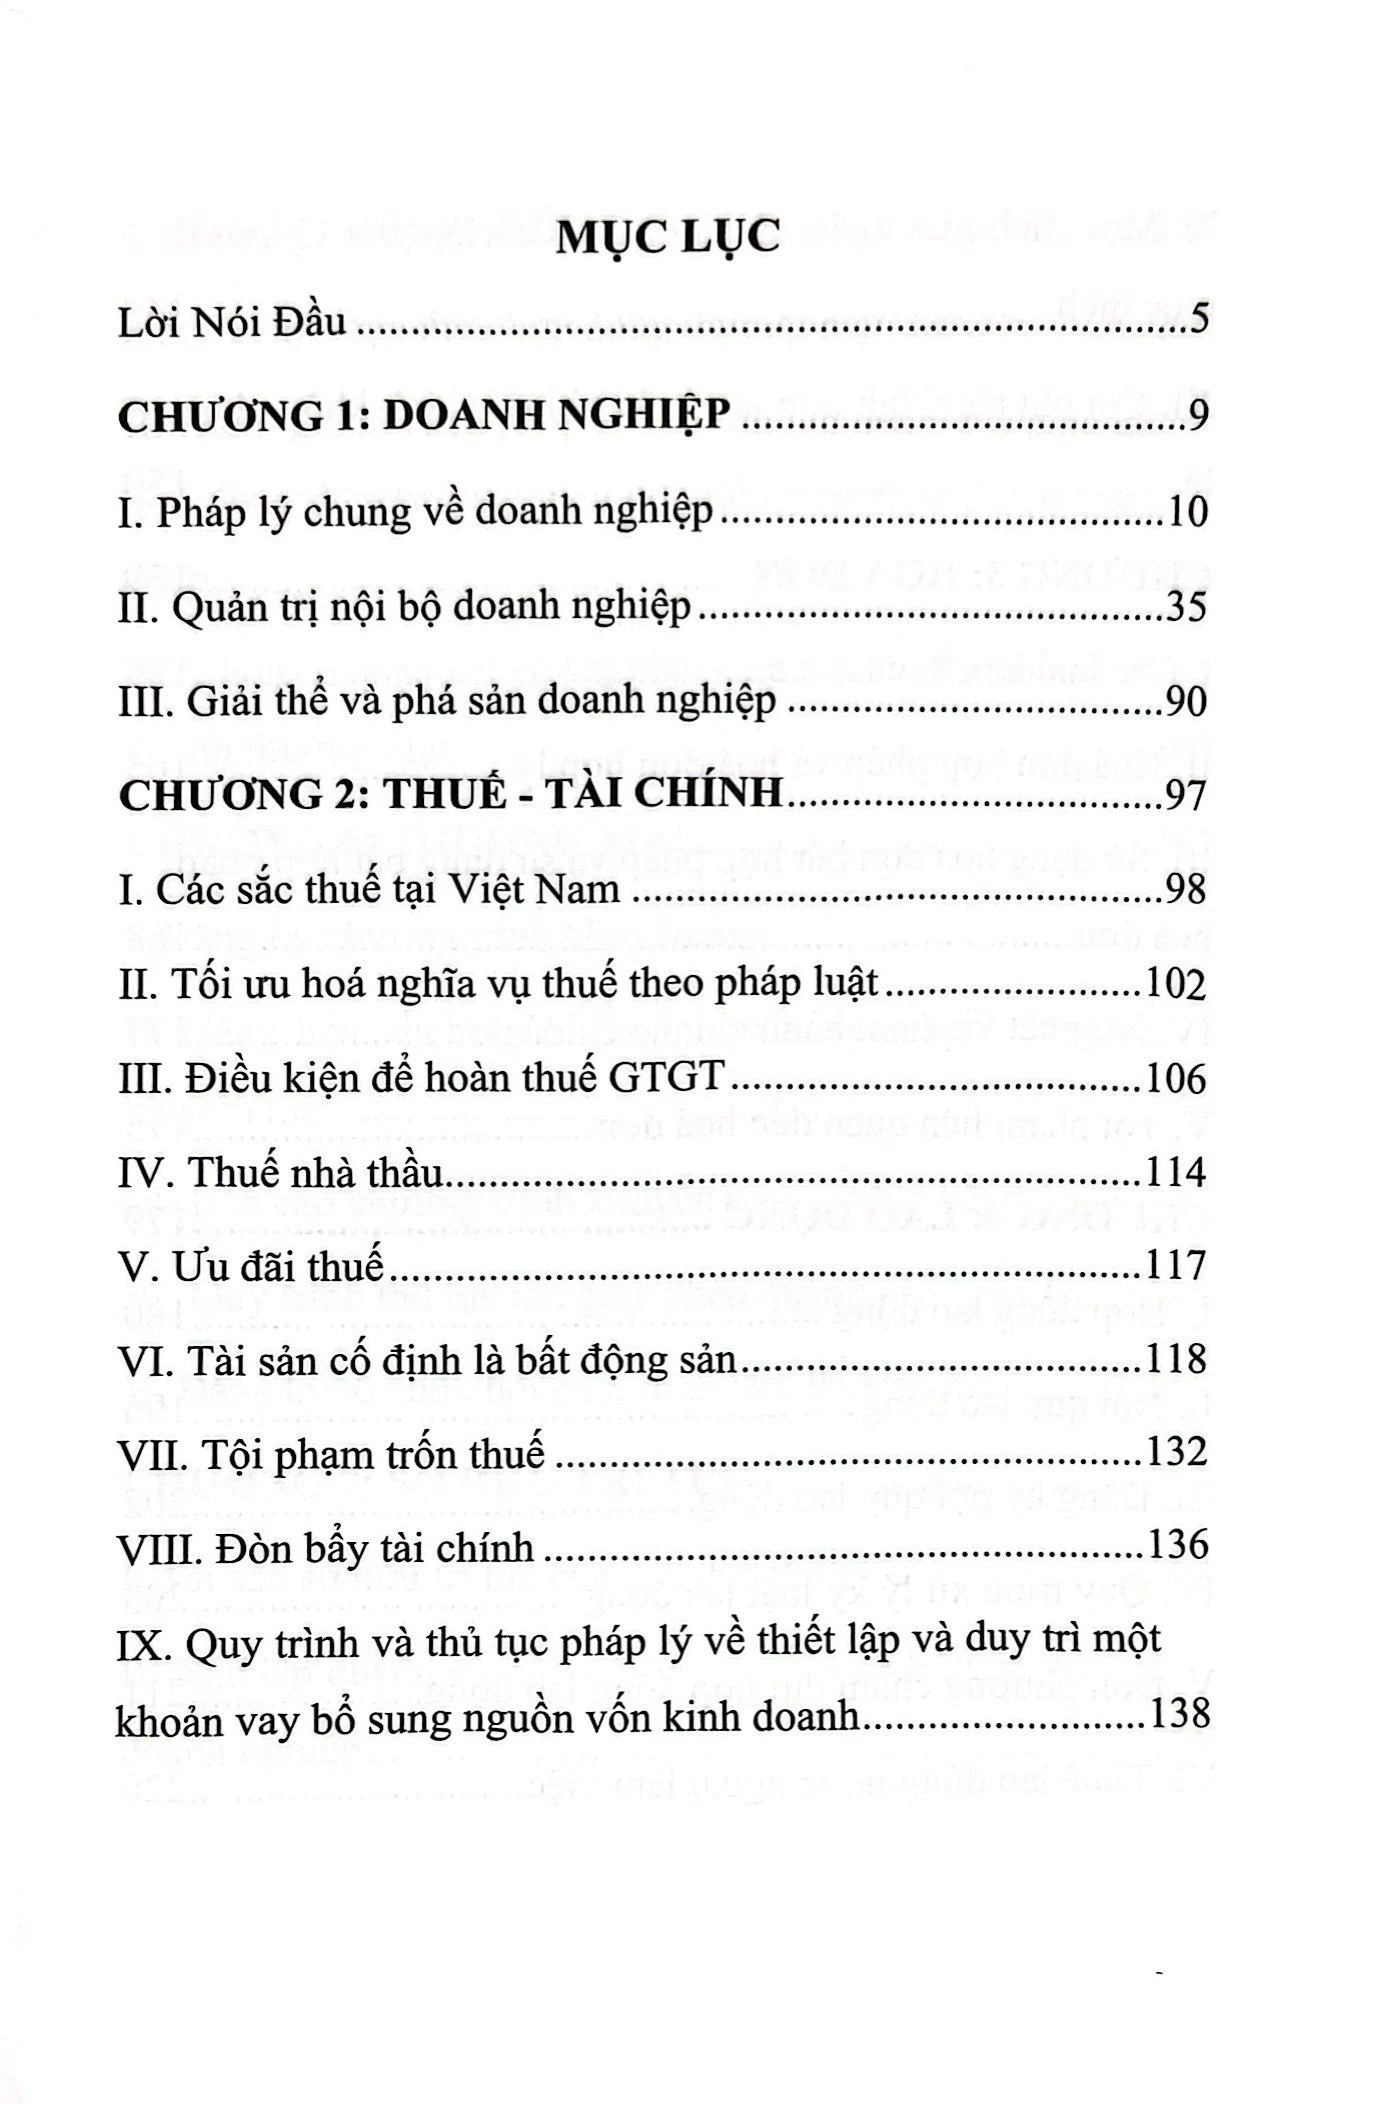 MỤC LỤC
Lời Nói Đầu ........................................................................5
CHƯƠNG 1: DOANH NGHIỆP ........................................9
I. Pháp lý chung về doanh nghiệp........................................10
II. Quản trị nội bộ doanh nghiệp..........................................35
III. Giải thể và phá sản doanh nghiệp ..................................90
CHƯƠNG 2: THUẾ - TÀI CHÍNH..................................97
I. Các sắc thuế tại Việt Nam ................................................98
II. Tối ưu hoá nghĩa vụ thuế theo pháp luật.......................102
III. Điều kiện để hoàn thuế GTGT.....................................106
IV. Thuế nhà thầu...............................................................114
V. Ưu đãi thuế....................................................................117
VI. Tài sản cố định là bất động sản....................................118
VII. Tội phạm trốn thuế .....................................................132
VIII. Đòn bẩy tài chính ......................................................136
IX. Quy trình và thủ tục pháp lý về thiết lập và duy trì một
khoản vay bổ sung nguồn vốn kinh doanh.........................138